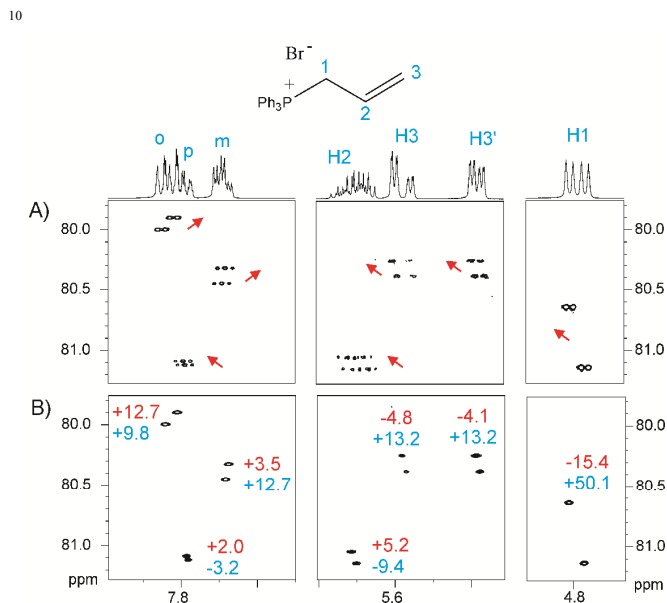 10
Br-
1
3
+
Ph3P
2
o
p
m
H2
H3
H3'
H1
A)
80.0
80.5
81.0
80.0
80.5
81.0
B)
80.0
80.5
81.0
ppm
+12.7
+9.8
+3.5
+12.7
+2.0
-3.2
-4.8
+13.2
-4.1
+13.2
+5.2
-9.4
-15.4
+50.1
80.0
80.5
81.0
ppm
7.8
5.6
4.8